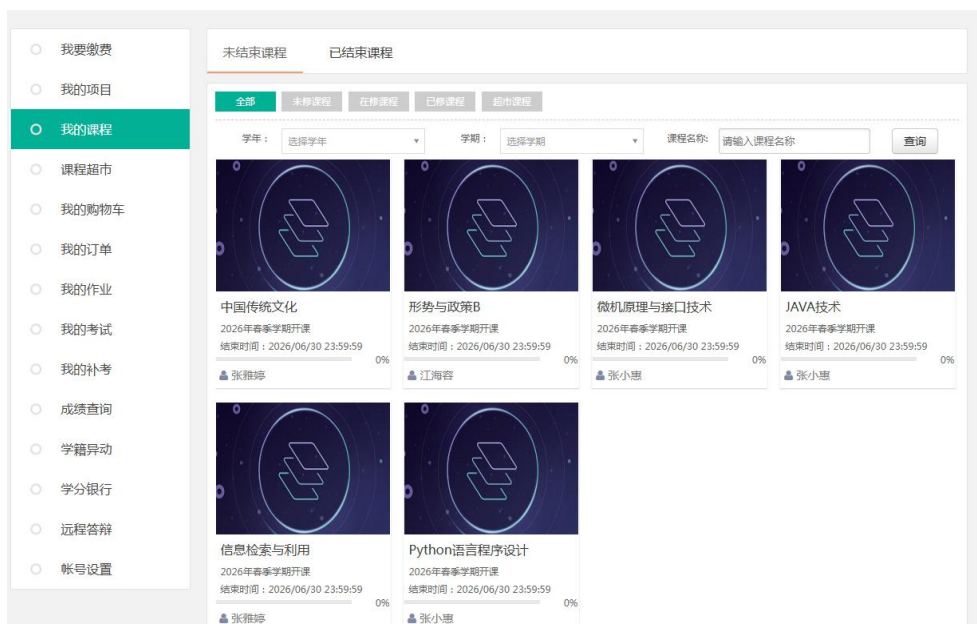 我要缴费
我的项目
我的课程
课程超市
我的购物车
我的订单
我的作业
我的考试
我的补考
成绩查询
学籍异动
学分银行
远程答辩
帐号设置
未结束课程 已结束课程
全部 未修课程 在修课程 已修课程 超市课程
学年： 选择学年 学期： 选择学期 课程名称: 请输入课程名称 查询
中国传统文化
2026年春季学期开课
结束时间：2026/06/30 23:59:59
0%
张雅婷
形势与政策B
2026年春季学期开课
结束时间：2026/06/30 23:59:59
0%
江海容
微机原理与接口技术
2026年春季学期开课
结束时间：2026/06/30 23:59:59
0%
张小惠
JAVA技术
2026年春季学期开课
结束时间：2026/06/30 23:59:59
0%
张小惠
信息检索与利用
2026年春季学期开课
结束时间：2026/06/30 23:59:59
0%
张雅婷
Python语言程序设计
2026年春季学期开课
结束时间：2026/06/30 23:59:59
0%
张小惠